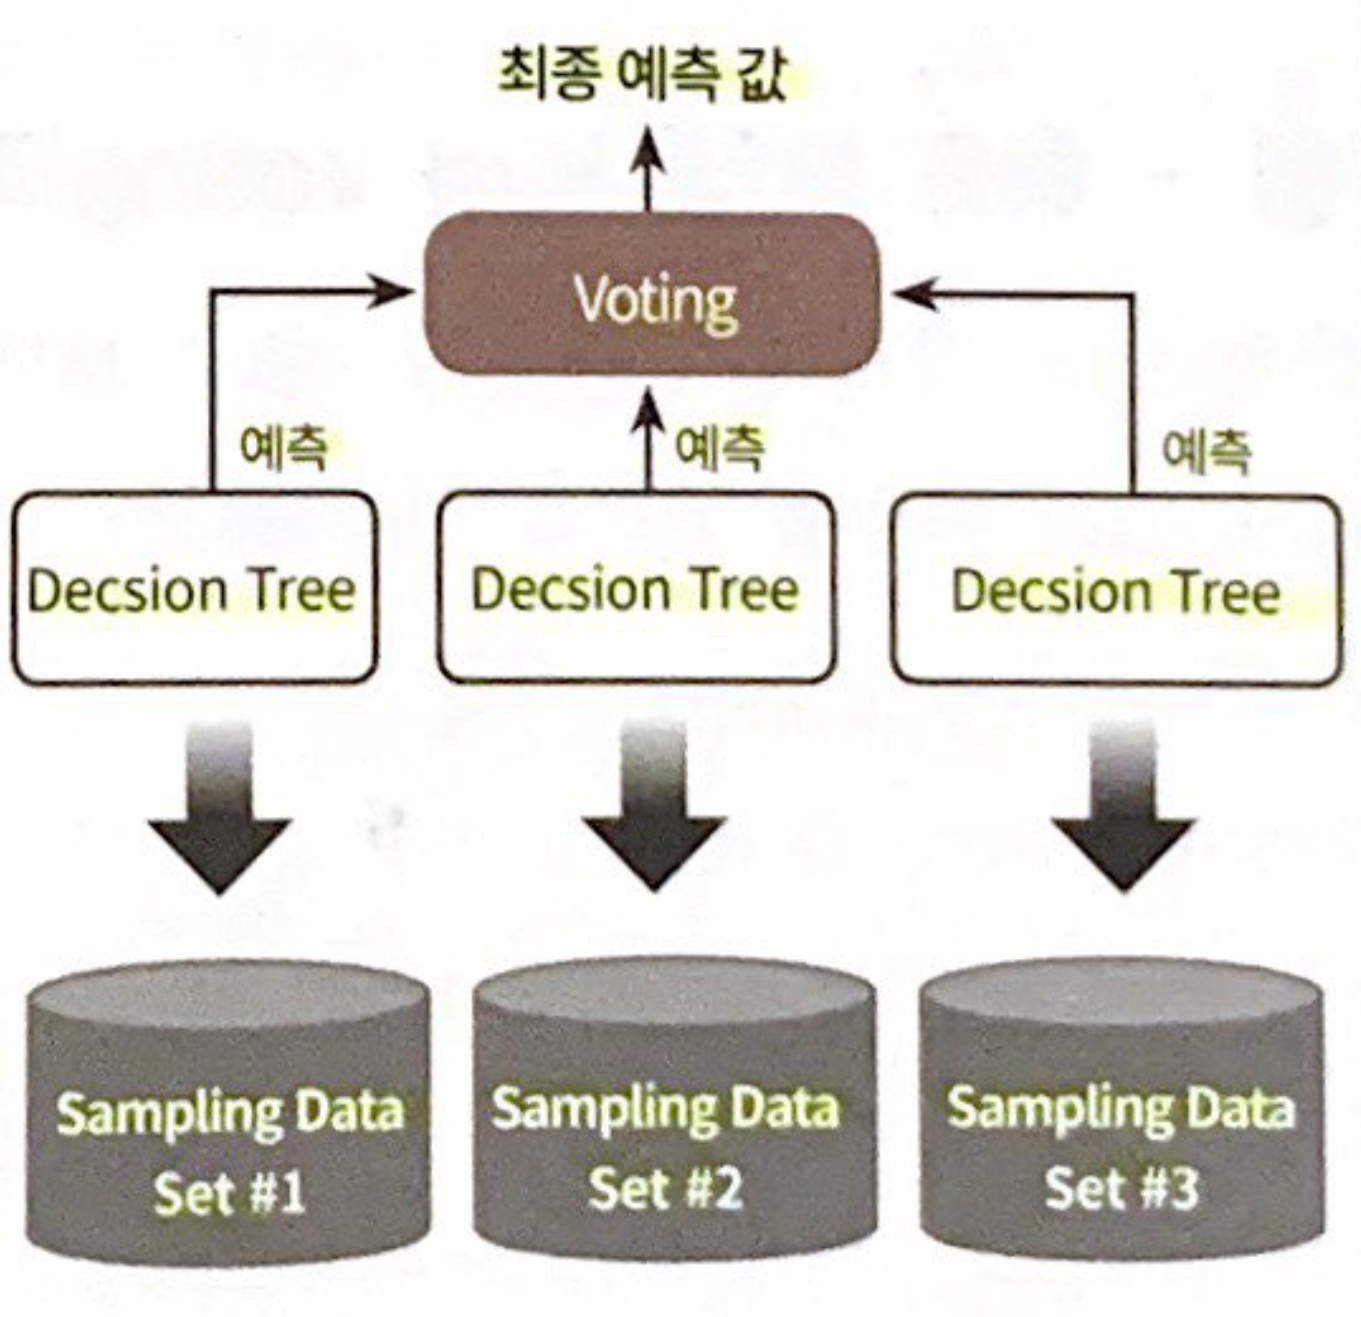 최종 예측 값
Voting
예측
예측
예측
Decsion Tree
Decsion Tree
Decsion Tree
Sampling Data
Set #1
Sampling Data
Set #2
Sampling Data
Set #3